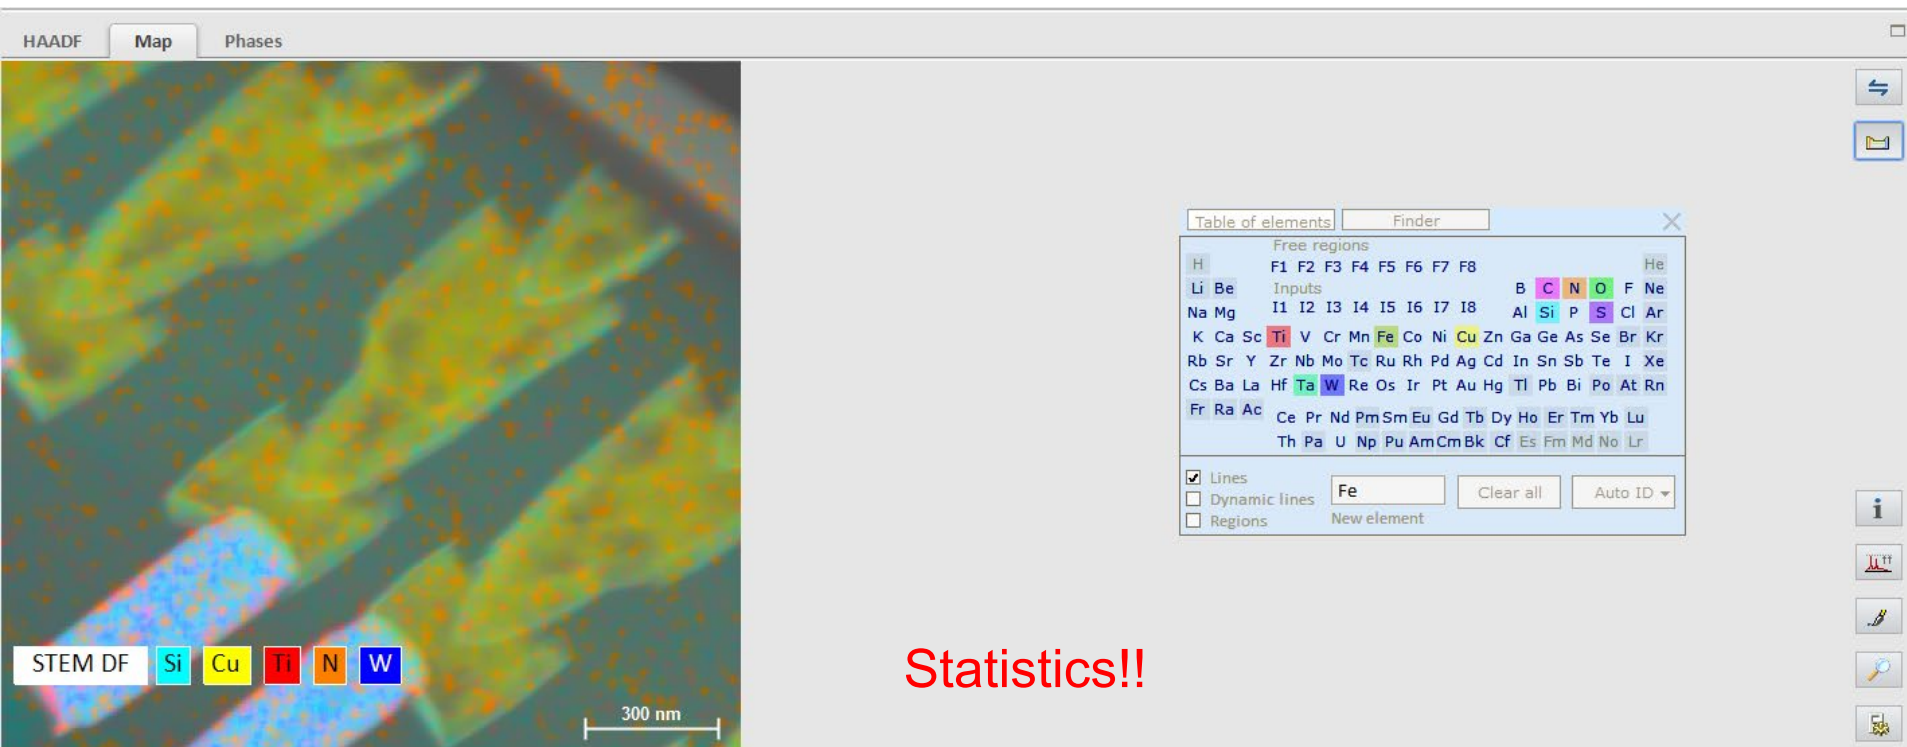 HAADF Map Phases
Table of elements Finder
Free regions
H F1 F2 F3 F4 F5 F6 F7 F8 He
Li Be Inputs B C N O F Ne
Na Mg I1 I2 I3 I4 I5 I6 I7 I8 Al Si P S Cl Ar
K Ca Sc Ti V Cr Mn Fe Co Ni Cu Zn Ga Ge As Se Br Kr
Rb Sr Y Zr Nb Mo Tc Ru Rh Pd Ag Cd In Sn Sb Te I Xe
Cs Ba La Hf Ta W Re Os Ir Pt Au Hg Tl Pb Bi Po At Rn
Fr Ra Ac Ce Pr Nd Pm Sm Eu Gd Tb Dy Ho Er Tm Yb Lu
Th Pa U Np Pu Am Cm Bk Cf Es Fm Md No Lr
Lines
Dynamic lines
Regions
Fe
New element
Clear all
Auto ID
STEM DF Si Cu Ti N W
300 nm
Statistics!!
i